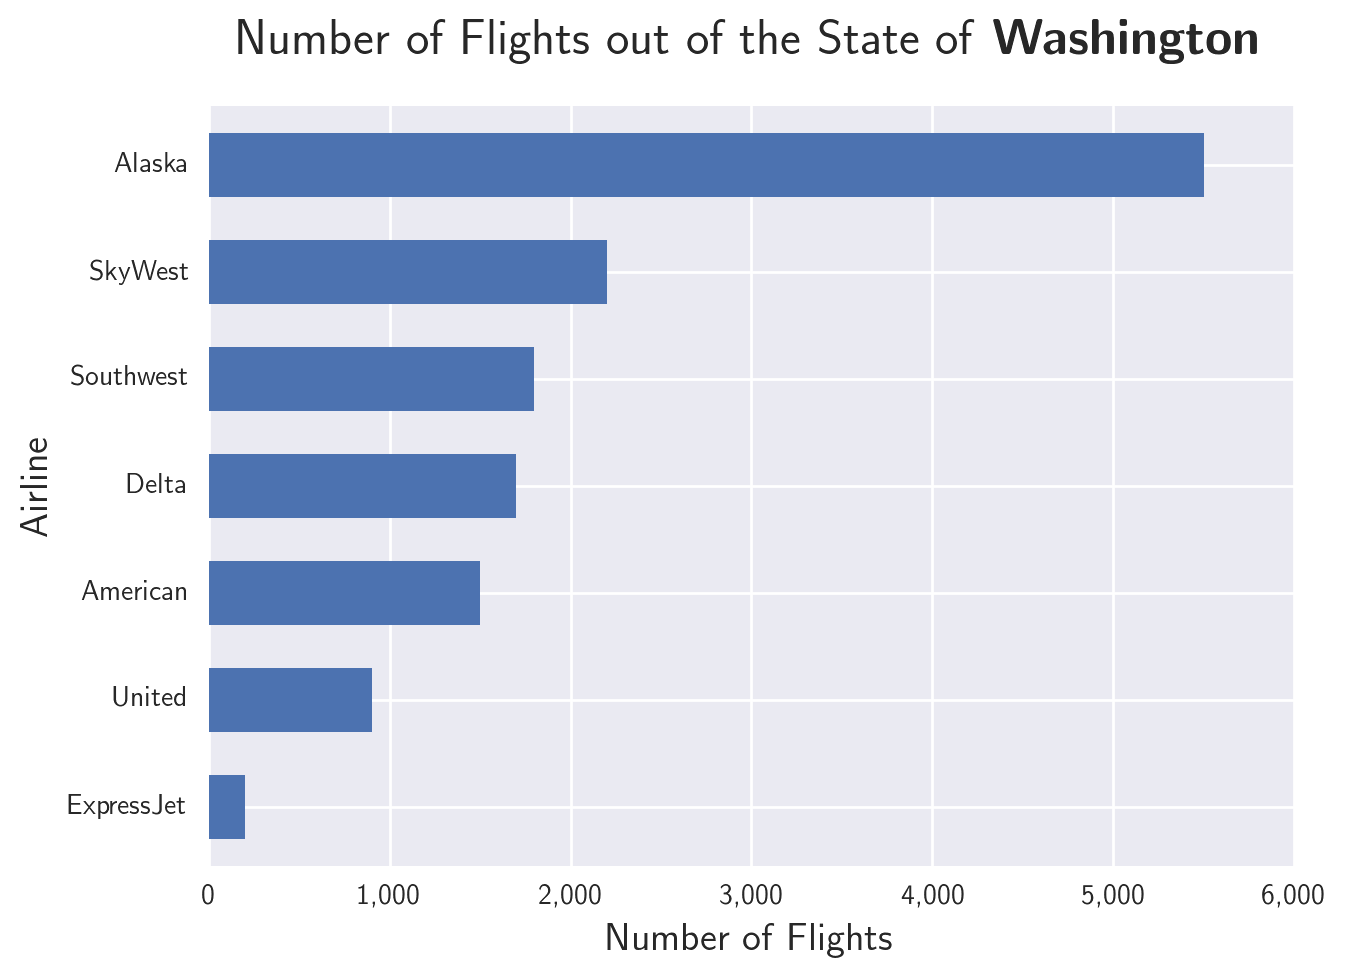 Number of Flights out of the State of Washington
Alaska
SkyWest
Southwest
Delta
American
United
ExpressJet
Airline
0 1,000 2,000 3,000 4,000 5,000 6,000
Number of Flights